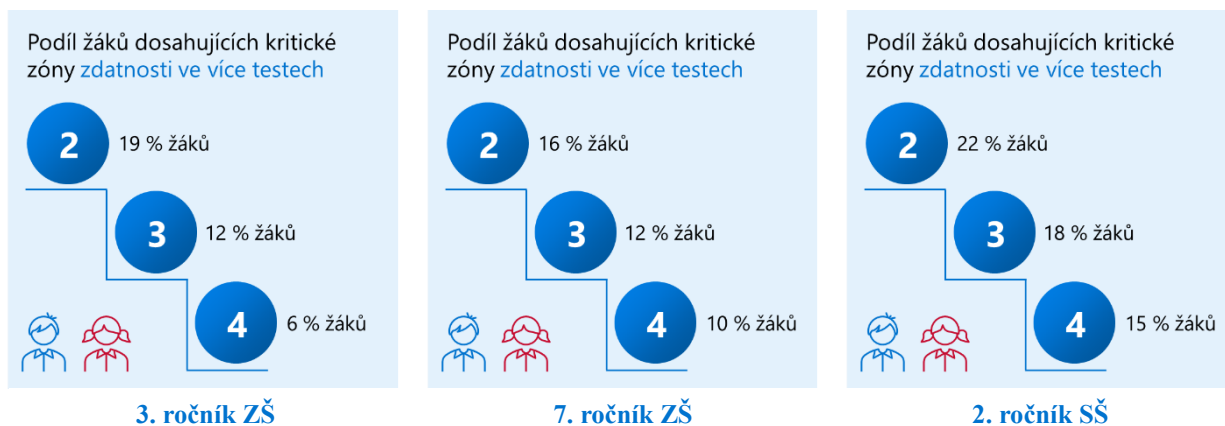 Podíl žáků dosahujících kritické
zóny zdatnosti ve více testech
2
19 % žáků
3
12 % žáků
4
6 % žáků
3. ročník ZŠ
Podíl žáků dosahujících kritické
zóny zdatnosti ve více testech
2
16 % žáků
3
12 % žáků
4
10 % žáků
7. ročník ZŠ
Podíl žáků dosahujících kritické
zóny zdatnosti ve více testech
2
22 % žáků
3
18 % žáků
4
15 % žáků
2. ročník SŠ